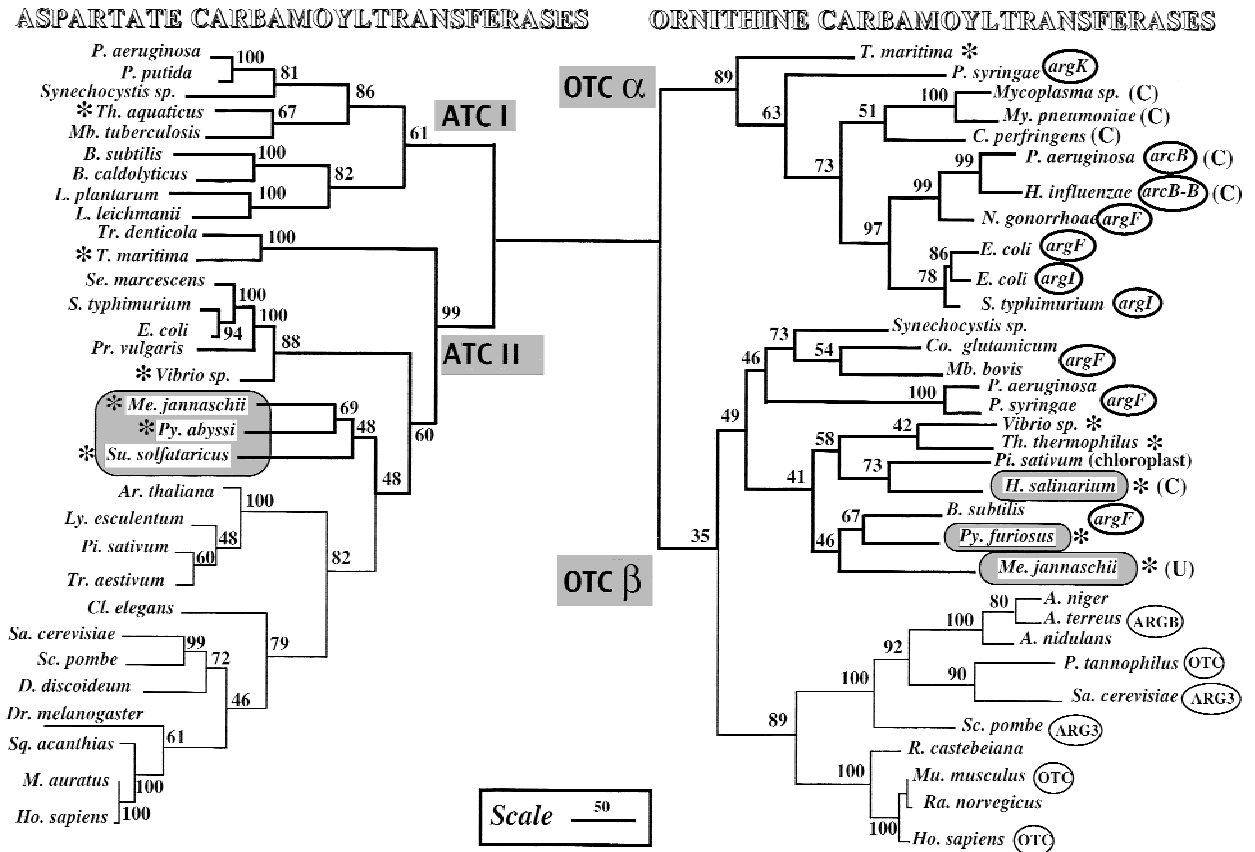 ASPARTATE CARBAMOYLTRANSFERASES
P. aeruginosa
100
P. putida
81
Synechocystis sp.
86
* Th. aquaticus
67
Mb. tuberculosis
61
ATC I
B. subtilis
100
B. caldolyticus
82
L. plantarum
100
L. leichmanii
Tr. denticola
100
* T. maritima
Se. marcescens
100
S. typhimurium
100
E. coli
94
Pr. vulgaris
88
99
* Vibrio sp.
ATC II
* Me. jannaschii
69
* Py. abyssi
48
60
* Su. solfataricus
48
Ar. thaliana
100
Ly. esculentum
48
Pi. sativum
60
Tr. aestivum
82
Cl. elegans
79
Sa. cerevisiae
99
Sc. pombe
72
D. discoideum
46
Dr. melanogaster
61
Sq. acanthias
M. auratus
100
Ho. sapiens
100
ORNITHINE CARBAMOYLTRANSFERASES
OTC α
89
T. maritima *
P. syringae argK
63
100
Mycoplasma sp. (C)
51
My. pneumoniae (C)
C. perfringens (C)
73
99
P. aeruginosa arcB (C)
99
H. influenzae arcB-B (C)
N. gonorrhoae argF
97
86
E. coli argF
78
E. coli argI
S. typhimurium argI
Synechocystis sp.
73
Co. glutamicum
54
argF
46
Mb. bovis
P. aeruginosa
100
argF
P. syringae
49
Vibrio sp. *
42
58
Th. thermophilus *
Pi. sativum (chloroplast)
73
41
H. salinarium * (C)
B. subtilis
67
argF
46
Py. furiosus *
35
Me. jannaschii * (U)
OTC β
A. niger
80
100
A. terreus ARGB
A. nidulans
92
P. tannophilus OTC
90
100
Sa. cerevisiae ARG3
Sc. pombe ARG3
89
R. castebeiana
100
Mu. musculus OTC
Ra. norvegicus
100
Ho. sapiens OTC
Scale 50